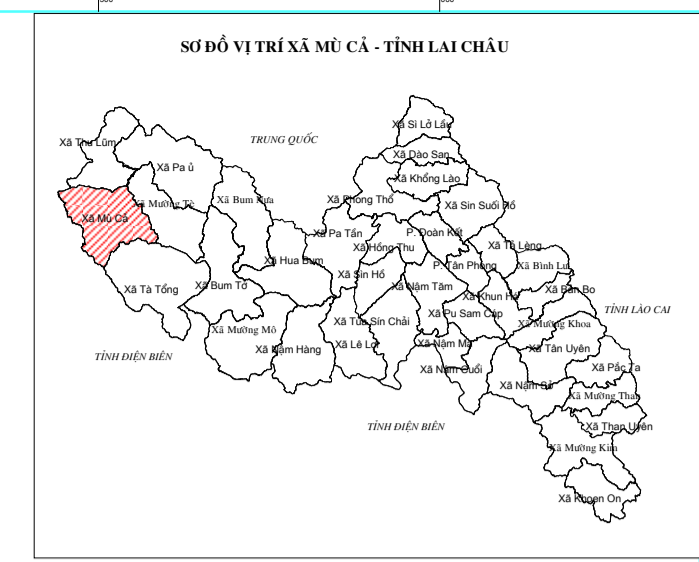 SƠ ĐỒ VỊ TRÍ XÃ MÙ CẢ - TỈNH LAI CHÂU
Xã Sì Lở Lầu
Xã Thu Lũm
TRUNG QUỐC
Xã Dào San
Xã Pa ủ
Xã Khổng Lào
Xã Mường Tè
Xã Bum Nưa
Xã Phong Thổ
Xã Sin Suối Hồ
Xã Mù Cả
Xã Pa Tần
P. Đoàn Kết
Xã Hồng Thu
Xã Tả Lèng
Xã Hua Bum
P. Tân Phong
Xã Bình Lư
Xã Sìn Hồ
Xã Tà Tổng
Xã Bum Tở
Xã Nậm Tăm
Xã Bản Bo
Xã Khun Há
TỈNH LÀO CAI
Xã Pu Sam Cáp
Xã Tủa Sín Chải
Xã Mường Khoa
Xã Mường Mô
Xã Lê Lợi
Xã Nậm Mạ
Xã Nậm Hàng
Xã Tân Uyên
TỈNH ĐIỆN BIÊN
Xã Nậm Cuổi
Xã Pắc Ta
Xã Nậm Sỏ
Xã Mường Than
TỈNH ĐIỆN BIÊN
Xã Than Uyên
Xã Mường Kim
Xã Khoen On